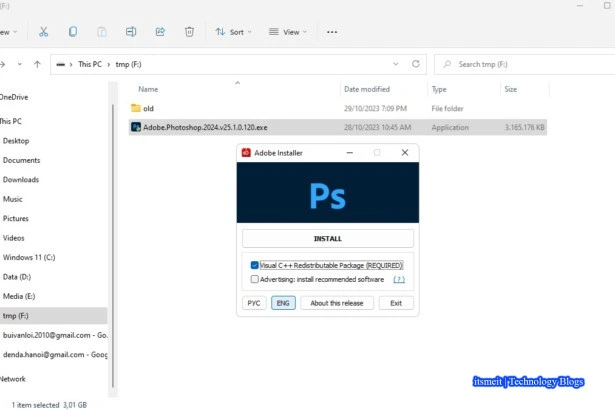 (F:)
ew
Sort
View
This PC
tmp (F:)
Search tmp (F:)
Name
Date modified
Type
Size
old
29/10/2023 7:09 PM
File folder
Adobe.Photoshop.2024.v25.1.0.120.exe
28/10/2023 10:45 AM
Application
3,165,176 KB
OneDrive
This PC
Desktop
Documents
Downloads
Music
Pictures
Videos
Windows 11 (C:)
Data (D:)
Media (E:)
tmp (F:)
buivanloi.2010@gmail.com - Go...
denda.hanoi@gmail.com - Goog
Network
Adobe Installer
Ps
INSTALL
Visual C++ Redistributable Package (REQUIRED)
Advertising: install recommended software
( ? )
РУС
ENG
About this release
Exit
itsmeit | Technology Blogs
1 item selected 3,01 GB